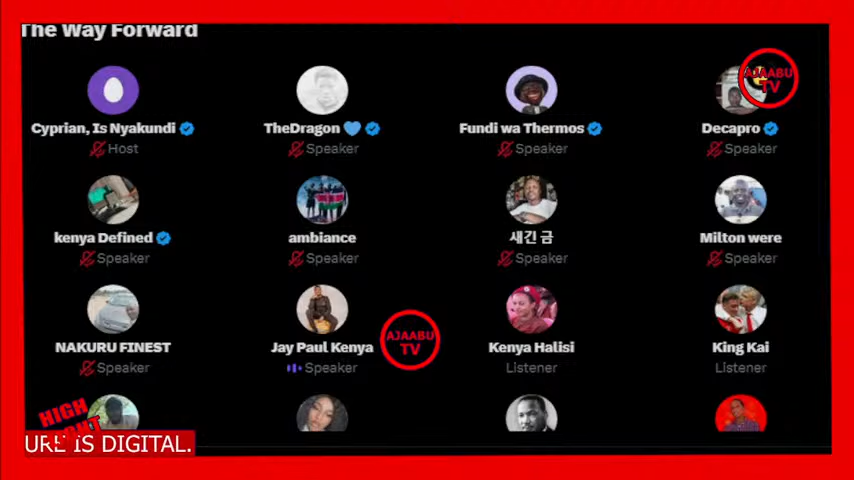 The Way Forward
AJAABU
TV
Cyprian, Is Nyakundi
TheDragon 💙
Fundi wa Thermos
Decapro
Host
Speaker
Speaker
Speaker
kenya Defined
ambiance
새긴 금
Milton were
Speaker
Speaker
Speaker
Speaker
NAKURU FINEST
Jay Paul Kenya
AJAABU
TV
Kenya Halisi
King Kai
Speaker
Speaker
Listener
Listener
HIGH
URE IS DIGITAL.